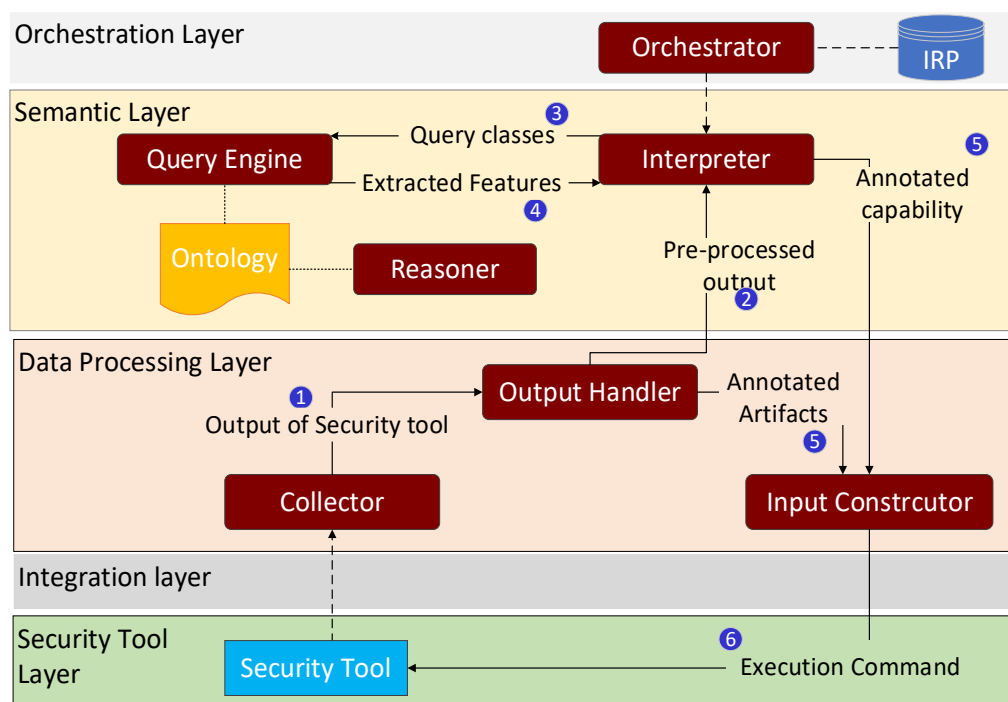 Orchestration Layer
Orchestrator
IRP
Semantic Layer
3
Query classes
5
Query Engine
Interpreter
Extracted Features
4
Annotated
capability
Ontology
Reasoner
Pre-processed
output
2
Data Processing Layer
1
Output of Security tool
Output Handler
Annotated
Artifacts
5
Collector
Input Constrcutor
Integration layer
Security Tool
Layer
Security Tool
6
Execution Command